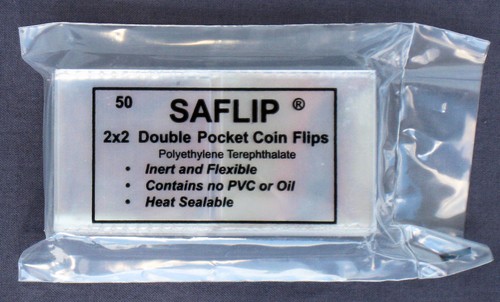 50
SAFLIP ®
2x2 Double Pocket Coin Flips
Polyethylene Terephthalate
• Inert and Flexible
• Contains no PVC or Oil
• Heat Sealable